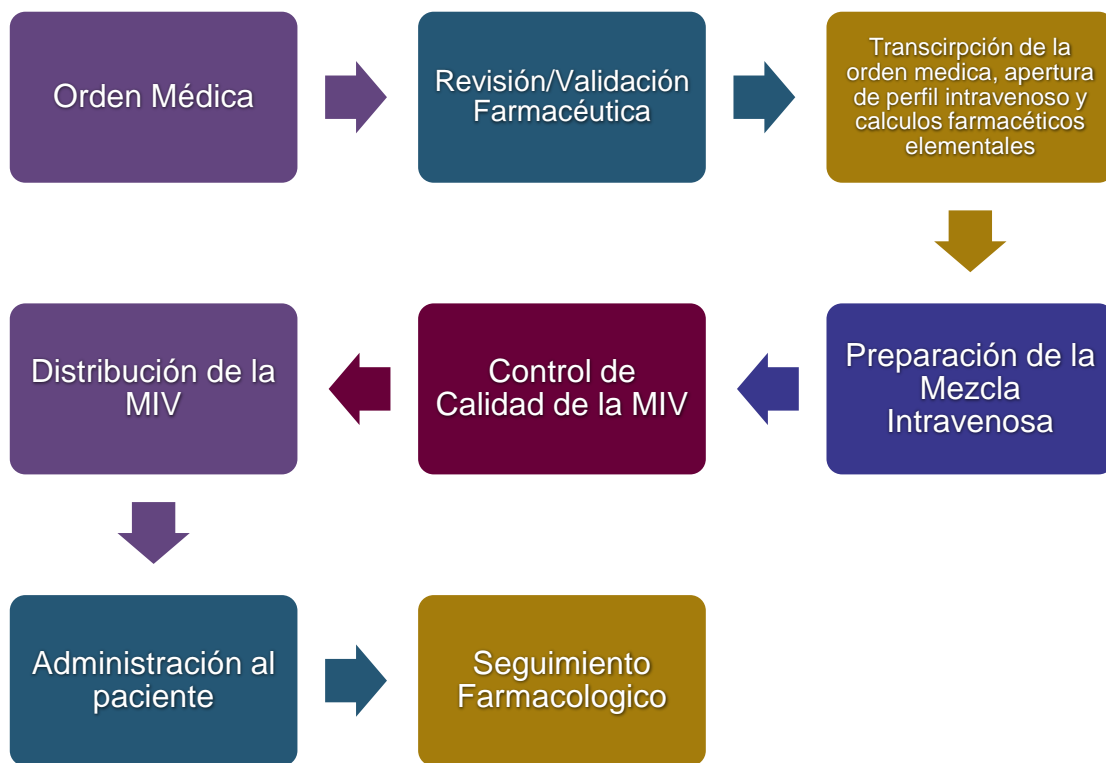 Orden Médica
Revisión/Validación
Farmacéutica
Transcirpción de la
orden medica, apertura
de perfil intravenoso y
calculos farmacéticos
elementales
Preparación de la
Mezcla
Intravenosa
Control de
Calidad de la MIV
Distribución de la
MIV
Administración al
paciente
Seguimiento
Farmacologico